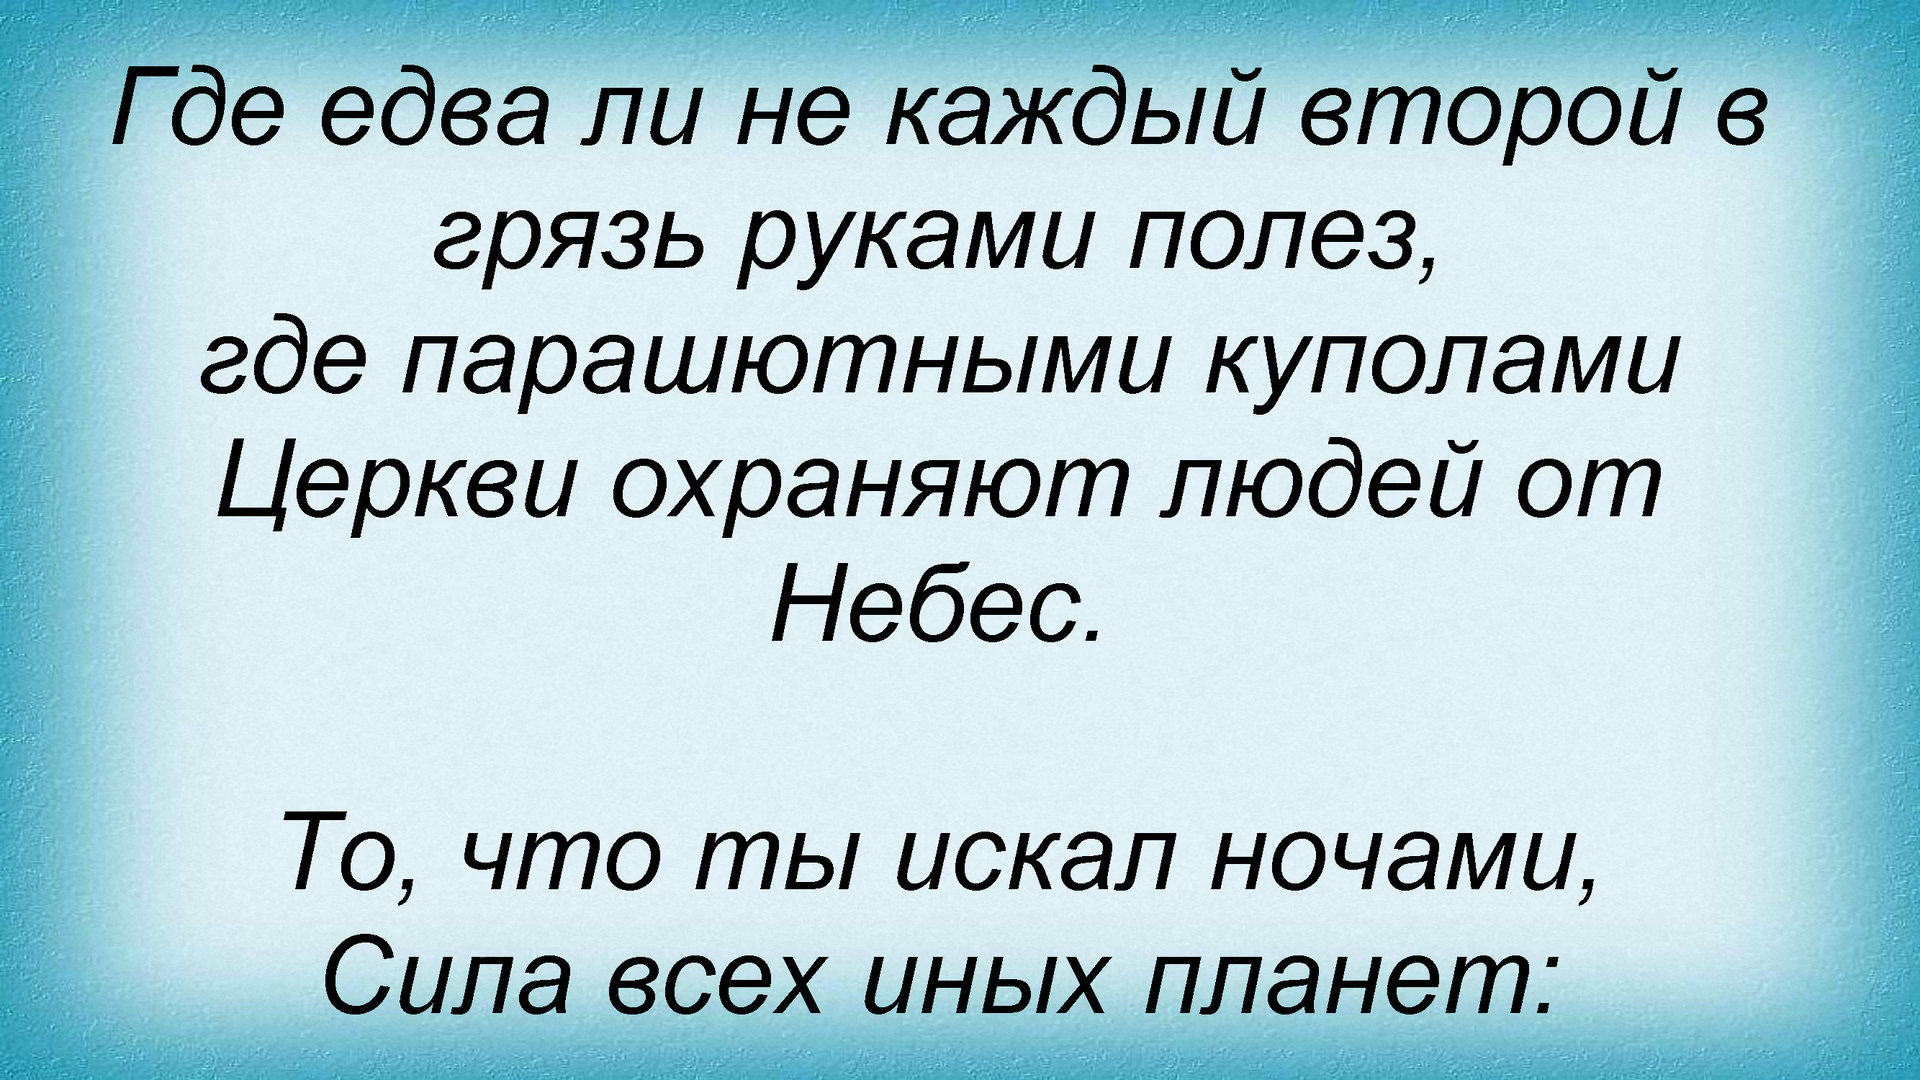 Где едва ли не каждый второй в
грязь руками полез,
где парашютными куполами
Церкви охраняют людей от
Небес.
То, что ты искал ночами,
Сила всех иных планет: